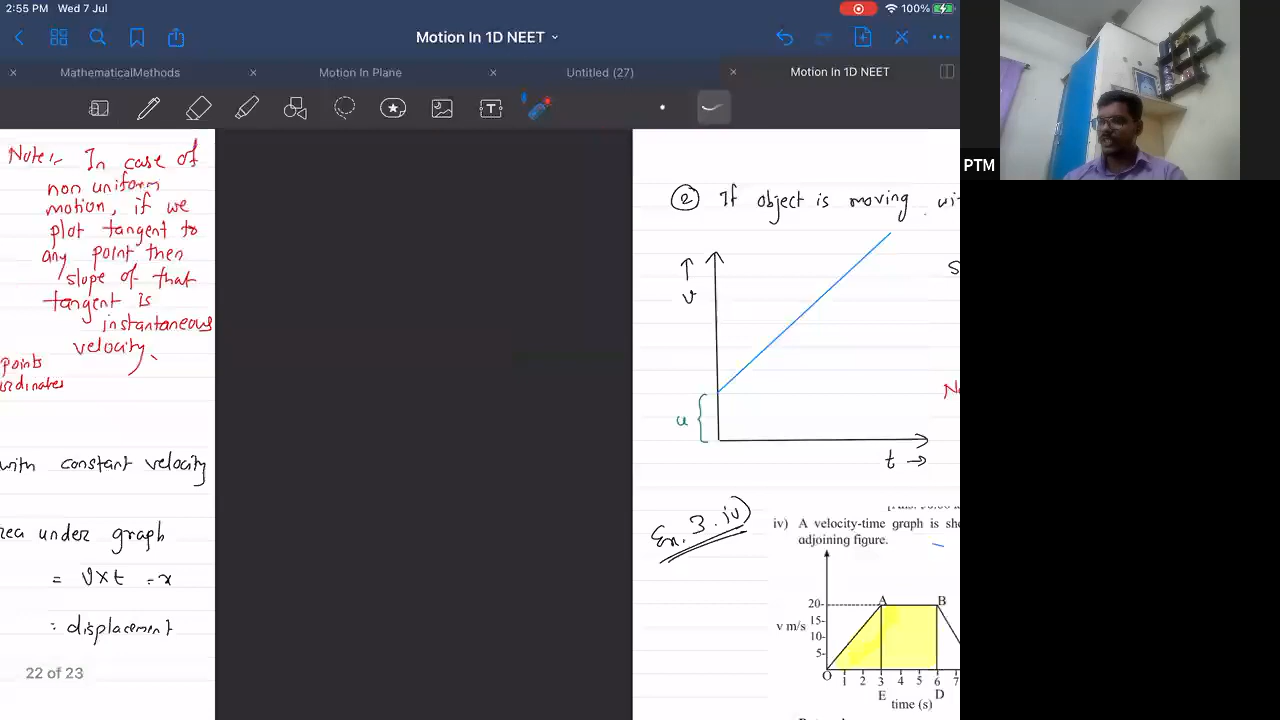 2:55 PM Wed 7 Jul
100%
Motion In 1D NEET
MathematicalMethods
Motion In Plane
Untitled (27)
Motion In 1D NEET
T
PTM
Note:- In case of
non uniform
motion, if we
plot tangent to
any point then
slope of that
tangent is
instantaneous
velocity.
points
with constant velocity
under graph
= v×t = x
= displacement
22 of 23
② If object is moving
v
u
t →
Ex. 3. iv)
iv) A velocity-time graph is
adjoining figure.
20
15
10
5
v m/s
A
B
O
1 2 3 4 5 6 7
E
D
time (s)